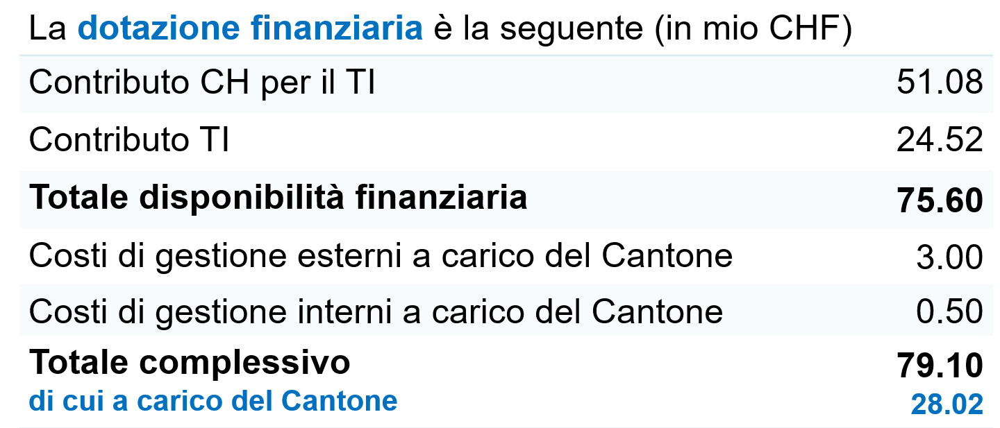 La dotazione finanziaria è la seguente (in mio CHF)
Contributo CH per il TI 51.08
Contributo TI 24.52
Totale disponibilità finanziaria 75.60
Costi di gestione esterni a carico del Cantone 3.00
Costi di gestione interni a carico del Cantone 0.50
Totale complessivo 79.10
di cui a carico del Cantone 28.02